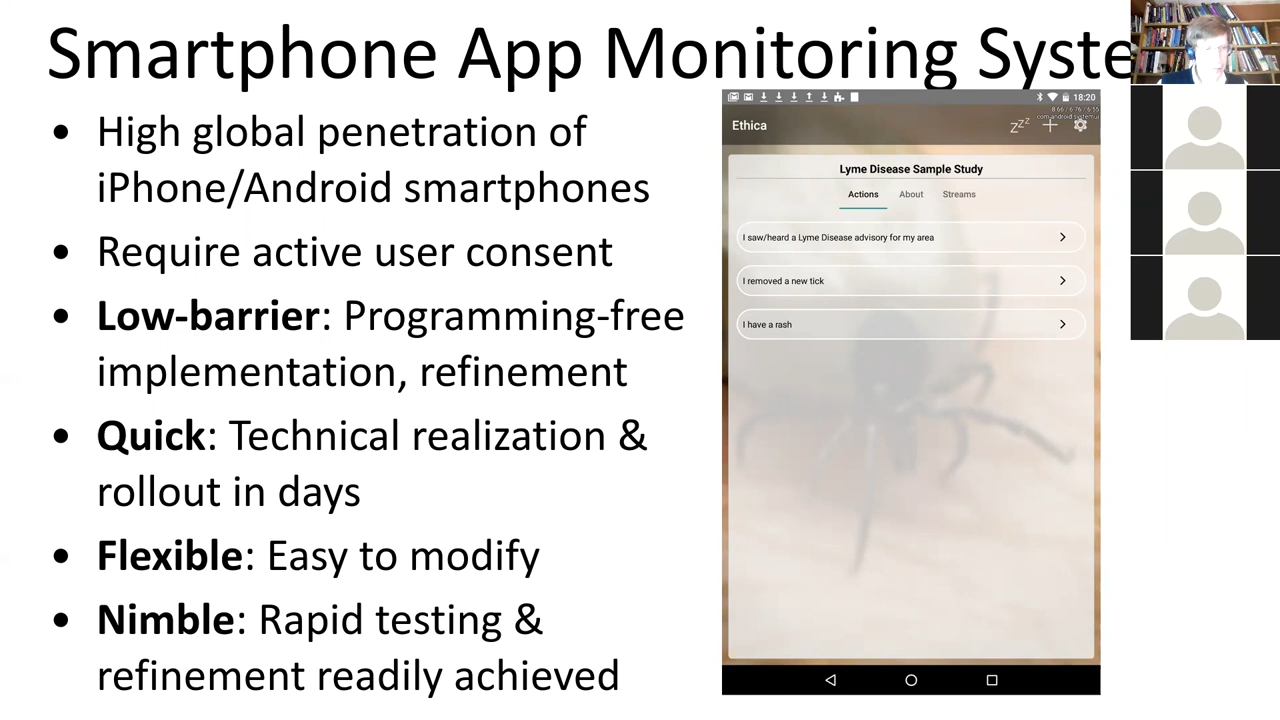 Smartphone App Monitoring Syste
• High global penetration of
iPhone/Android smartphones
• Require active user consent
• Low-barrier: Programming-free
implementation, refinement
• Quick: Technical realization &
rollout in days
• Flexible: Easy to modify
• Nimble: Rapid testing &
refinement readily achieved
18:20
Ethica
zzz
Lyme Disease Sample Study
Actions About Streams
I saw/heard a Lyme Disease advisory for my area
I removed a new tick
I have a rash